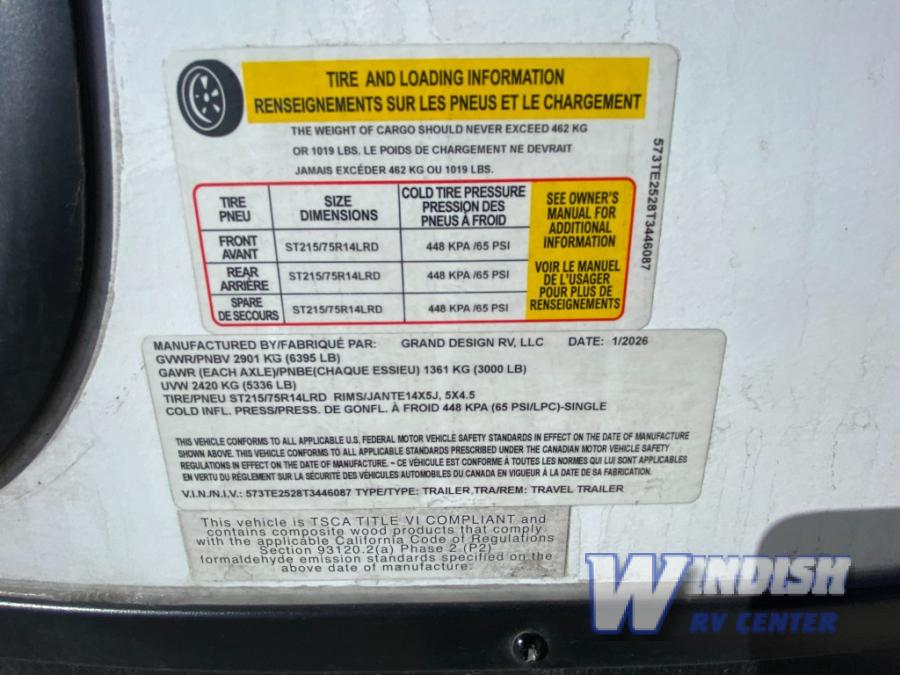 TIRE AND LOADING INFORMATION
RENSEIGNEMENTS SUR LES PNEUS ET LE CHARGEMENT
THE WEIGHT OF CARGO SHOULD NEVER EXCEED 462 KG
OR 1019 LBS. LE POIDS DE CHARGEMENT NE DEVRAIT
JAMAIS EXCÉDER 462 KG OU 1019 LBS.
TIRE
PNEU
SIZE
DIMENSIONS
COLD TIRE PRESSURE
PRESSION DES
PNEUS À FROID
FRONT
AVANT
ST215/75R14LRD
448 KPA /65 PSI
REAR
ARRIÈRE
ST215/75R14LRD
448 KPA /65 PSI
SPARE
DE SECOURS
ST215/75R14LRD
448 KPA /65 PSI
SEE OWNER'S
MANUAL FOR
ADDITIONAL
INFORMATION
VOIR LE MANUEL
DE L'USAGER
POUR PLUS DE
RENSEIGNEMENTS
573TE2528T3446087
MANUFACTURED BY/FABRIQUÉ PAR: GRAND DESIGN RV, LLC DATE: 1/2026
GVWR/PNBV 2901 KG (6395 LB)
GAWR (EACH AXLE)/PNBE(CHAQUE ESSIEU) 1361 KG (3000 LB)
UVW 2420 KG (5336 LB)
TIRE/PNEU ST215/75R14LRD RIMS/JANTE14X5J, 5X4.5
COLD INFL. PRESS/PRESS. DE GONFL. À FROID 448 KPA (65 PSI/LPC)-SINGLE
THIS VEHICLE CONFORMS TO ALL APPLICABLE U.S. FEDERAL MOTOR VEHICLE SAFETY STANDARDS IN EFFECT ON THE DATE OF MANUFACTURE
SHOWN ABOVE. THIS VEHICLE CONFORMS TO ALL APPLICABLE STANDARDS PRESCRIBED UNDER THE CANADIAN MOTOR VEHICLE SAFETY
REGULATIONS IN EFFECT ON THE DATE OF MANUFACTURE. - CE VÉHICULE EST CONFORME À TOUTES LES NORMES QUI LUI SONT APPLICABLES
EN VERTU DU RÈGLEMENT SUR LA SÉCURITÉ DES VÉHICULES AUTOMOBILES DU CANADA EN VIGUEUR À LA DATE DE SA FABRICATION.
V.I.N./N.I.V.: 573TE2528T3446087 TYPE/TYPE: TRAILER,TRA/REM: TRAVEL TRAILER
This vehicle is TSCA TITLE VI COMPLIANT and
contains composite wood products that comply
with the applicable California Code of Regulations
Section 93120.2(a) Phase 2 (P2)
formaldehyde emission standards specified on the
above date of manufacture.
WINDISH
RV CENTER